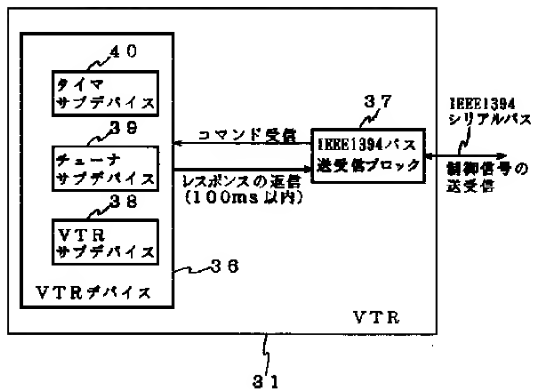 ４０
タイマ
サブデバイス
３９
チューナ
サブデバイス
３８
ＶＴＲ
サブデバイス
ＶＴＲデバイス
３６
コマンド受信
レスポンスの返信
(１００ms以内)
３７
IEEE1394バス
送受信ブロック
IEEE1394
シリアルバス
制御信号の
送受信
ＶＴＲ
３１